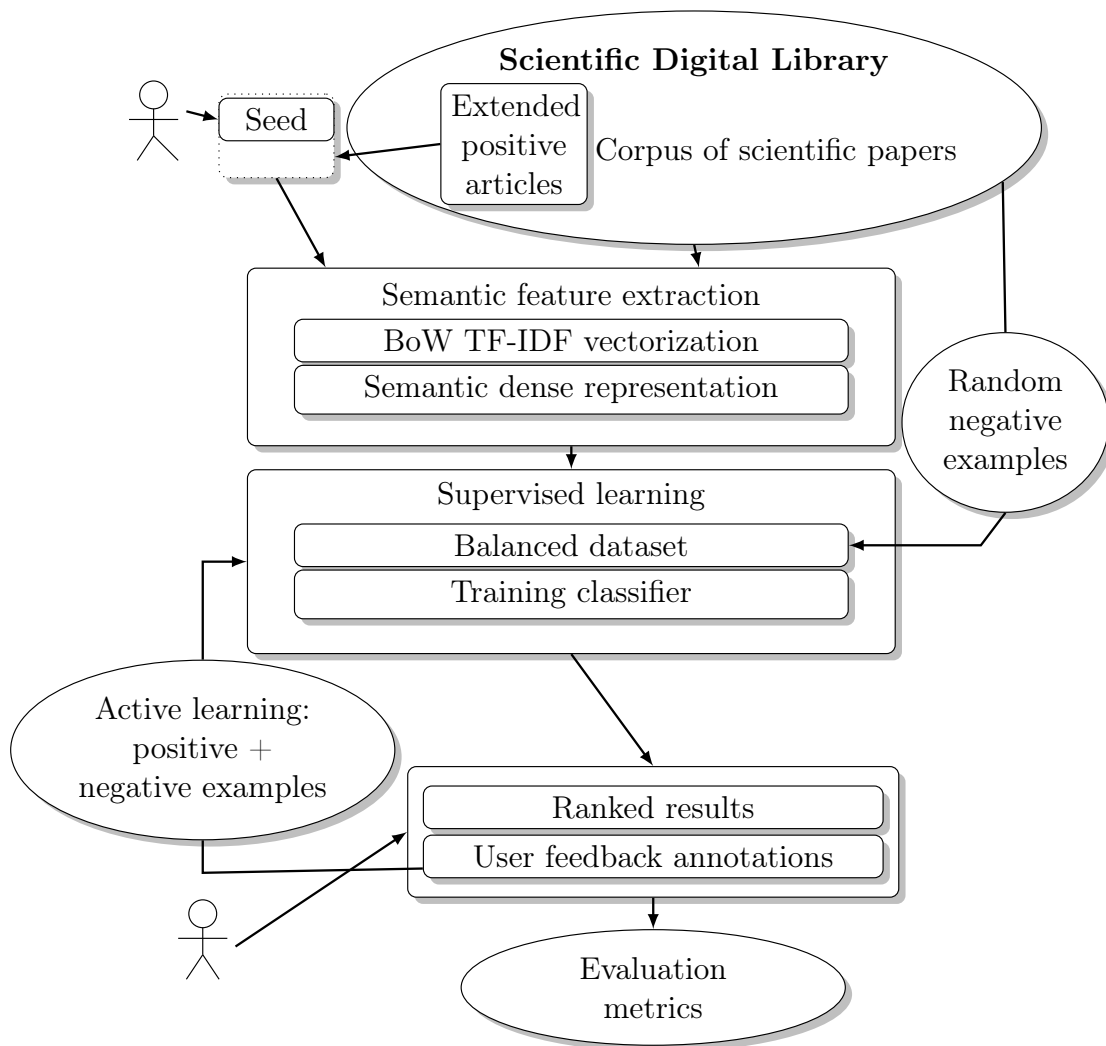 Scientific Digital Library
Seed
Extended
positive
articles
Corpus of scientific papers
Semantic feature extraction
BoW TF-IDF vectorization
Semantic dense representation
Random
negative
examples
Supervised learning
Balanced dataset
Training classifier
Active learning:
positive +
negative examples
Ranked results
User feedback annotations
Evaluation
metrics